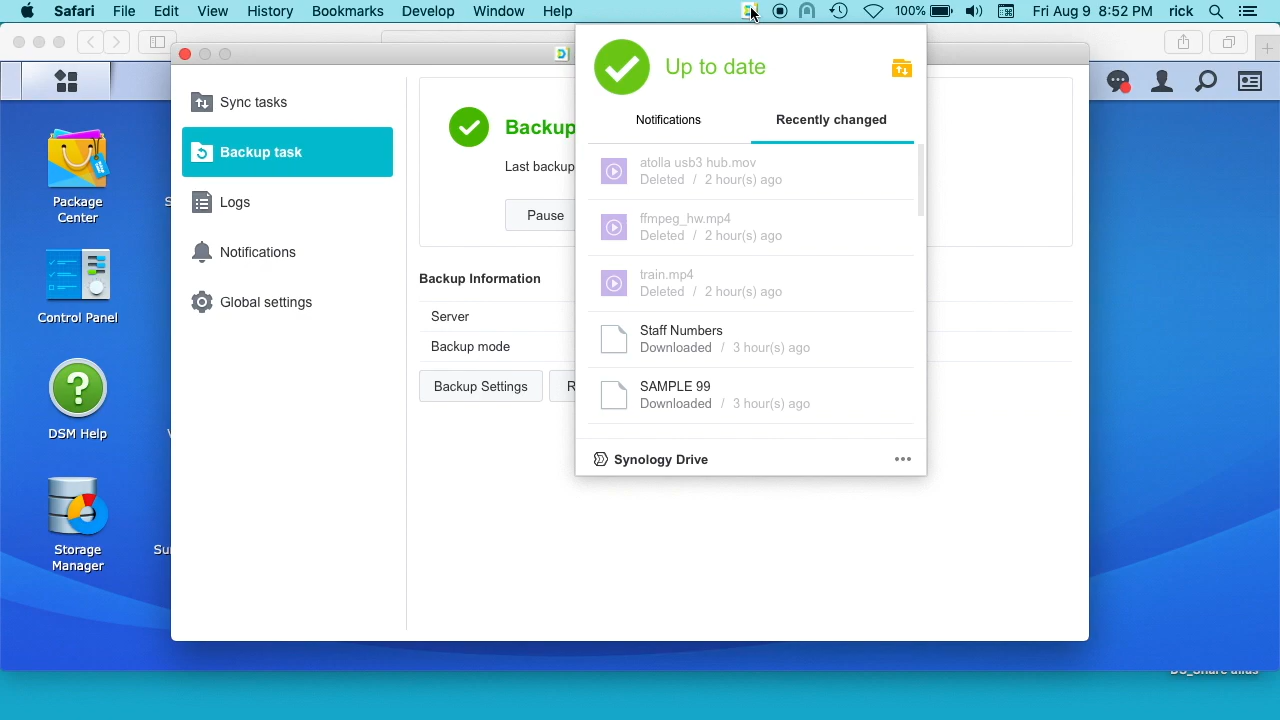 Safari File Edit View History Bookmarks Develop Window Help 100% Fri Aug 9 8:52 PM rick
Up to date
Notifications Recently changed
atolla usb3 hub.mov
Deleted / 2 hour(s) ago
ffmpeg_hw.mp4
Deleted / 2 hour(s) ago
train.mp4
Deleted / 2 hour(s) ago
Staff Numbers
Downloaded / 3 hour(s) ago
SAMPLE 99
Downloaded / 3 hour(s) ago
Synology Drive
Sync tasks
Backup task
Logs
Notifications
Global settings
Backup
Last backup
Pause
Backup Information
Server
Backup mode
Backup Settings R
Package
Center
Control Panel
DSM Help
Storage
Manager
S
V
Su